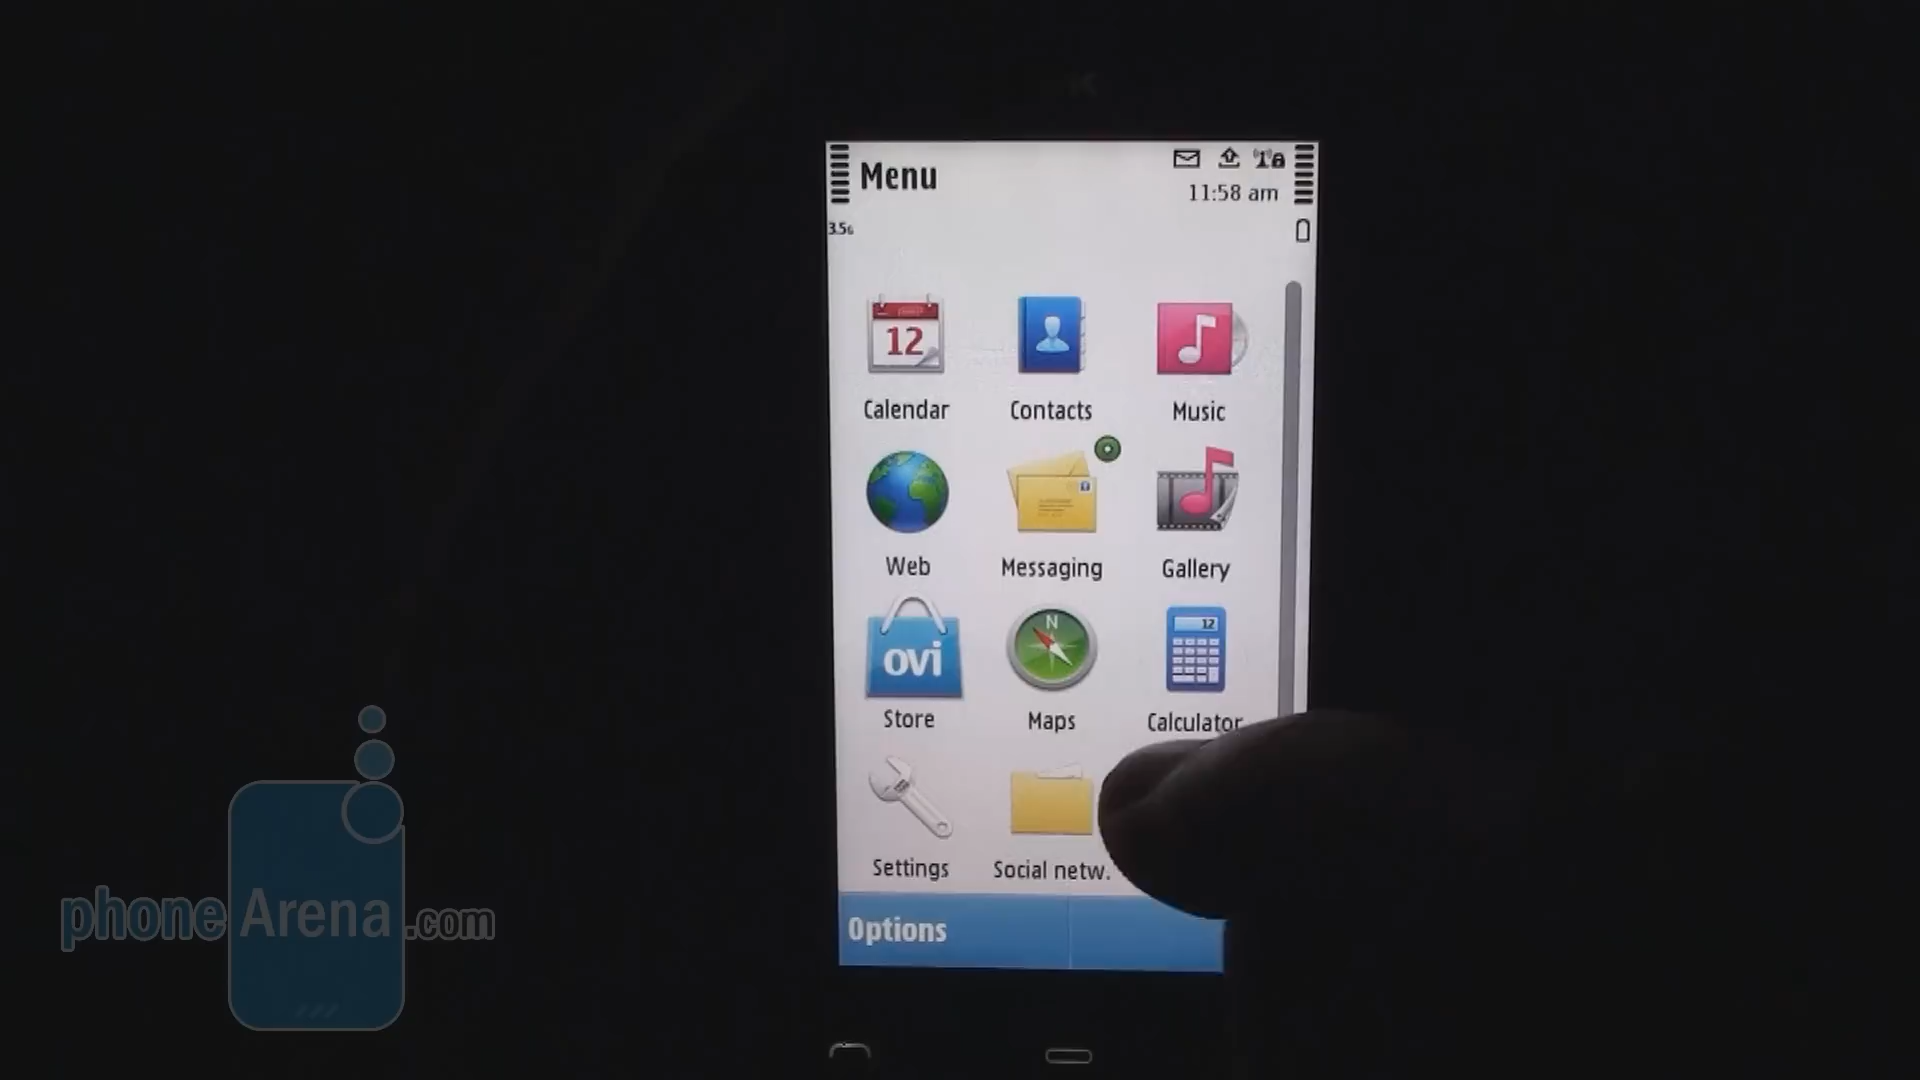 Menu
11:58 am
3.5G
12
Calendar
Contacts
Music
Web
Messaging
Gallery
ovi
N
12
Store
Maps
Calculator
Settings
Social netw.
Options
phoneArena.com